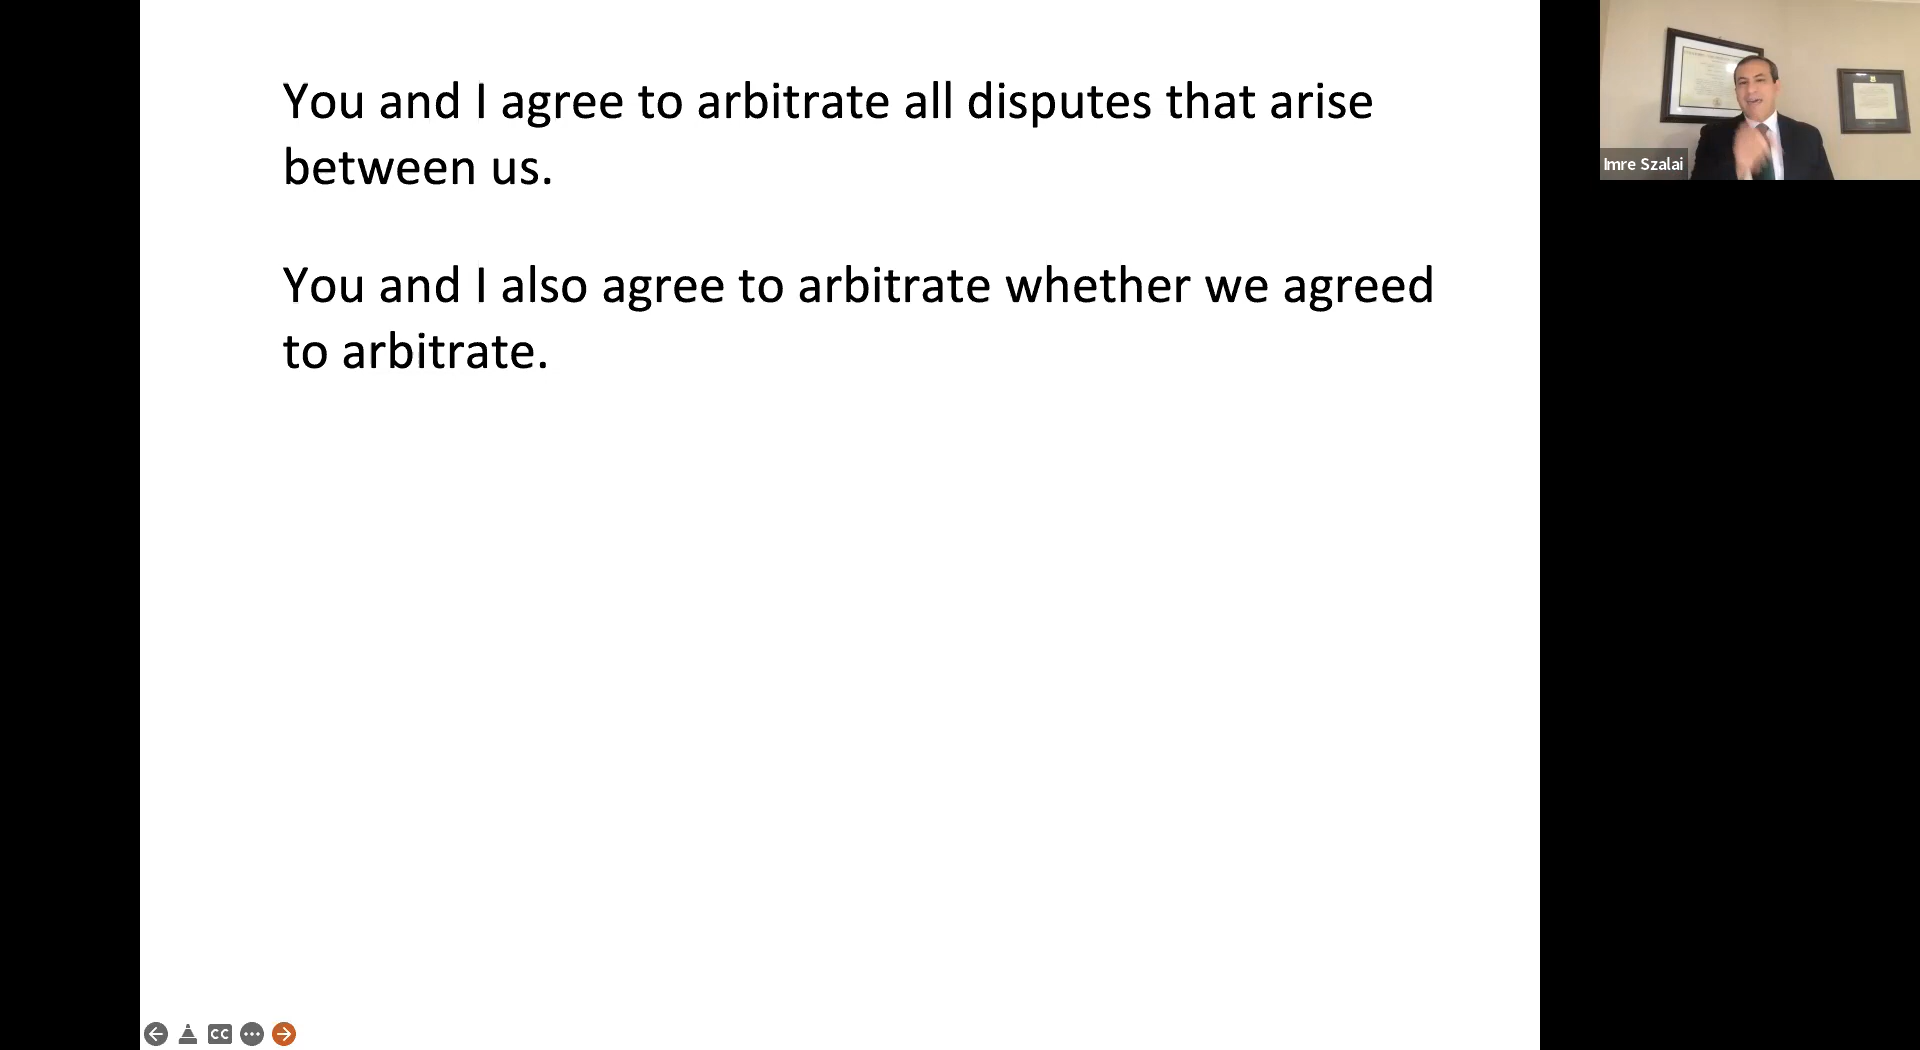 You and I agree to arbitrate all disputes that arise
between us.
You and I also agree to arbitrate whether we agreed
to arbitrate.
Imre Szalai
CC